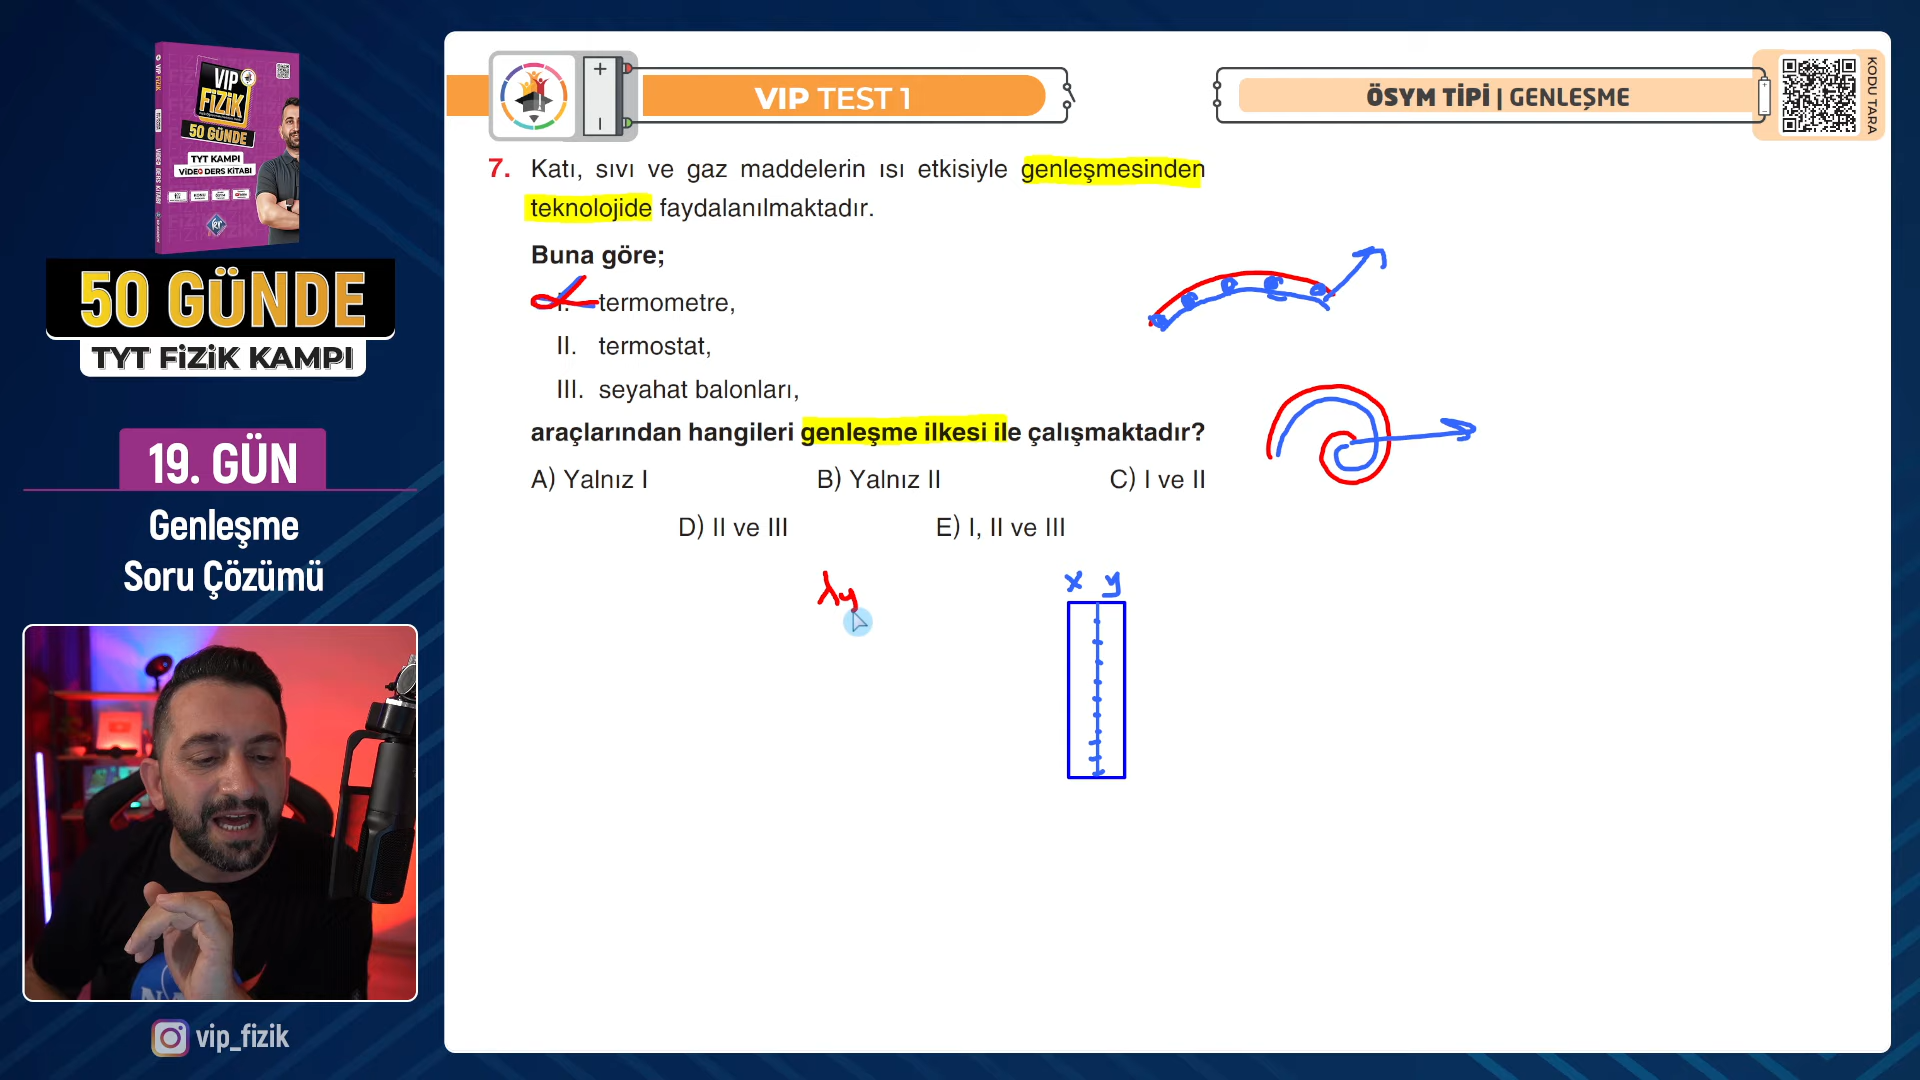 VIP
FİZİK
50 GÜNDE
TYT KAMPI
VİDEO DERS KİTABI
50 GÜNDE
TYT FİZİK KAMPI
19. GÜN
Genleşme
Soru Çözümü
vip_fizik
VIP TEST 1
ÖSYM TİPİ | GENLEŞME
KODU TARA
7. Katı, sıvı ve gaz maddelerin ısı etkisiyle genleşmesinden
teknolojide faydalanılmaktadır.
Buna göre;
I. termometre,
II. termostat,
III. seyahat balonları,
araçlarından hangileri genleşme ilkesi ile çalışmaktadır?
A) Yalnız I B) Yalnız II C) I ve II
D) II ve III E) I, II ve III
λy
x y